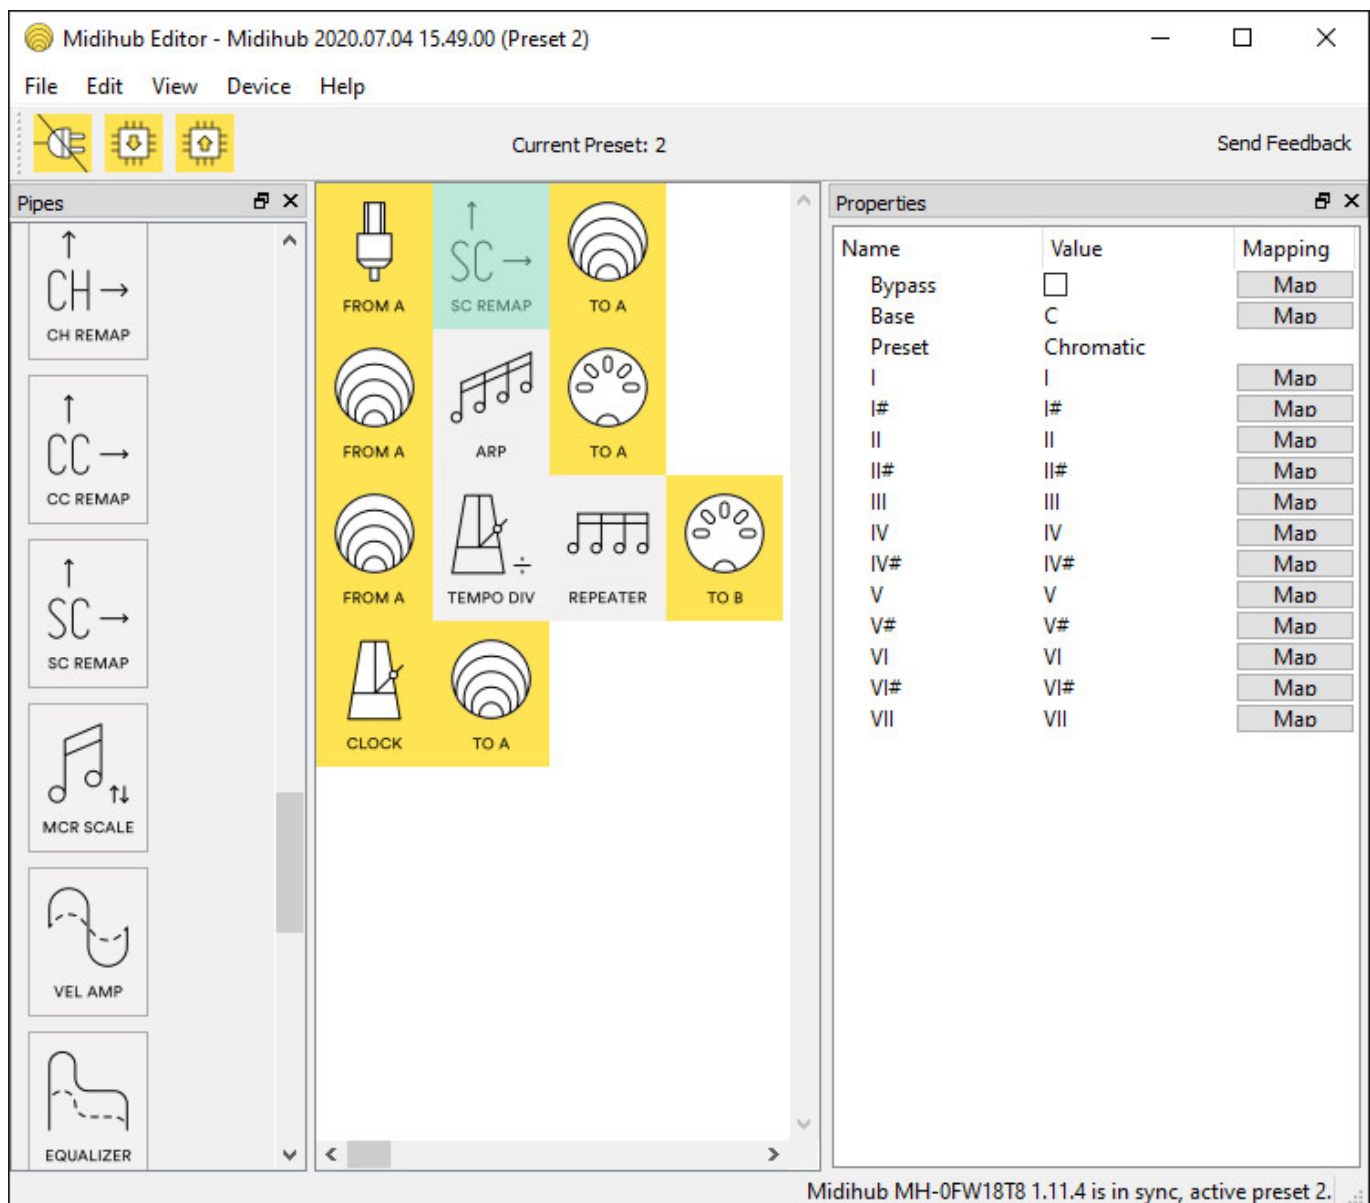 Midihub Editor - Midihub 2020.07.04 15.49.00 (Preset 2)
File Edit View Device Help
Current Preset: 2
Send Feedback
Pipes
CH
CH REMAP
CC
CC REMAP
SC
SC REMAP
MCR SCALE
VEL AMP
EQUALIZER
SC
FROM A SC REMAP TO A
FROM A ARP TO A
FROM A TEMPO DIV REPEATER TO B
CLOCK TO A
Properties
Name Value Mapping
Bypass Map
Base C Map
Preset Chromatic
I I Map
I# I# Map
II II Map
II# II# Map
III III Map
IV IV Map
IV# IV# Map
V V Map
V# V# Map
VI VI Map
VI# VI# Map
VII VII Map
Midihub MH-0FW18T8 1.11.4 is in sync, active preset 2.